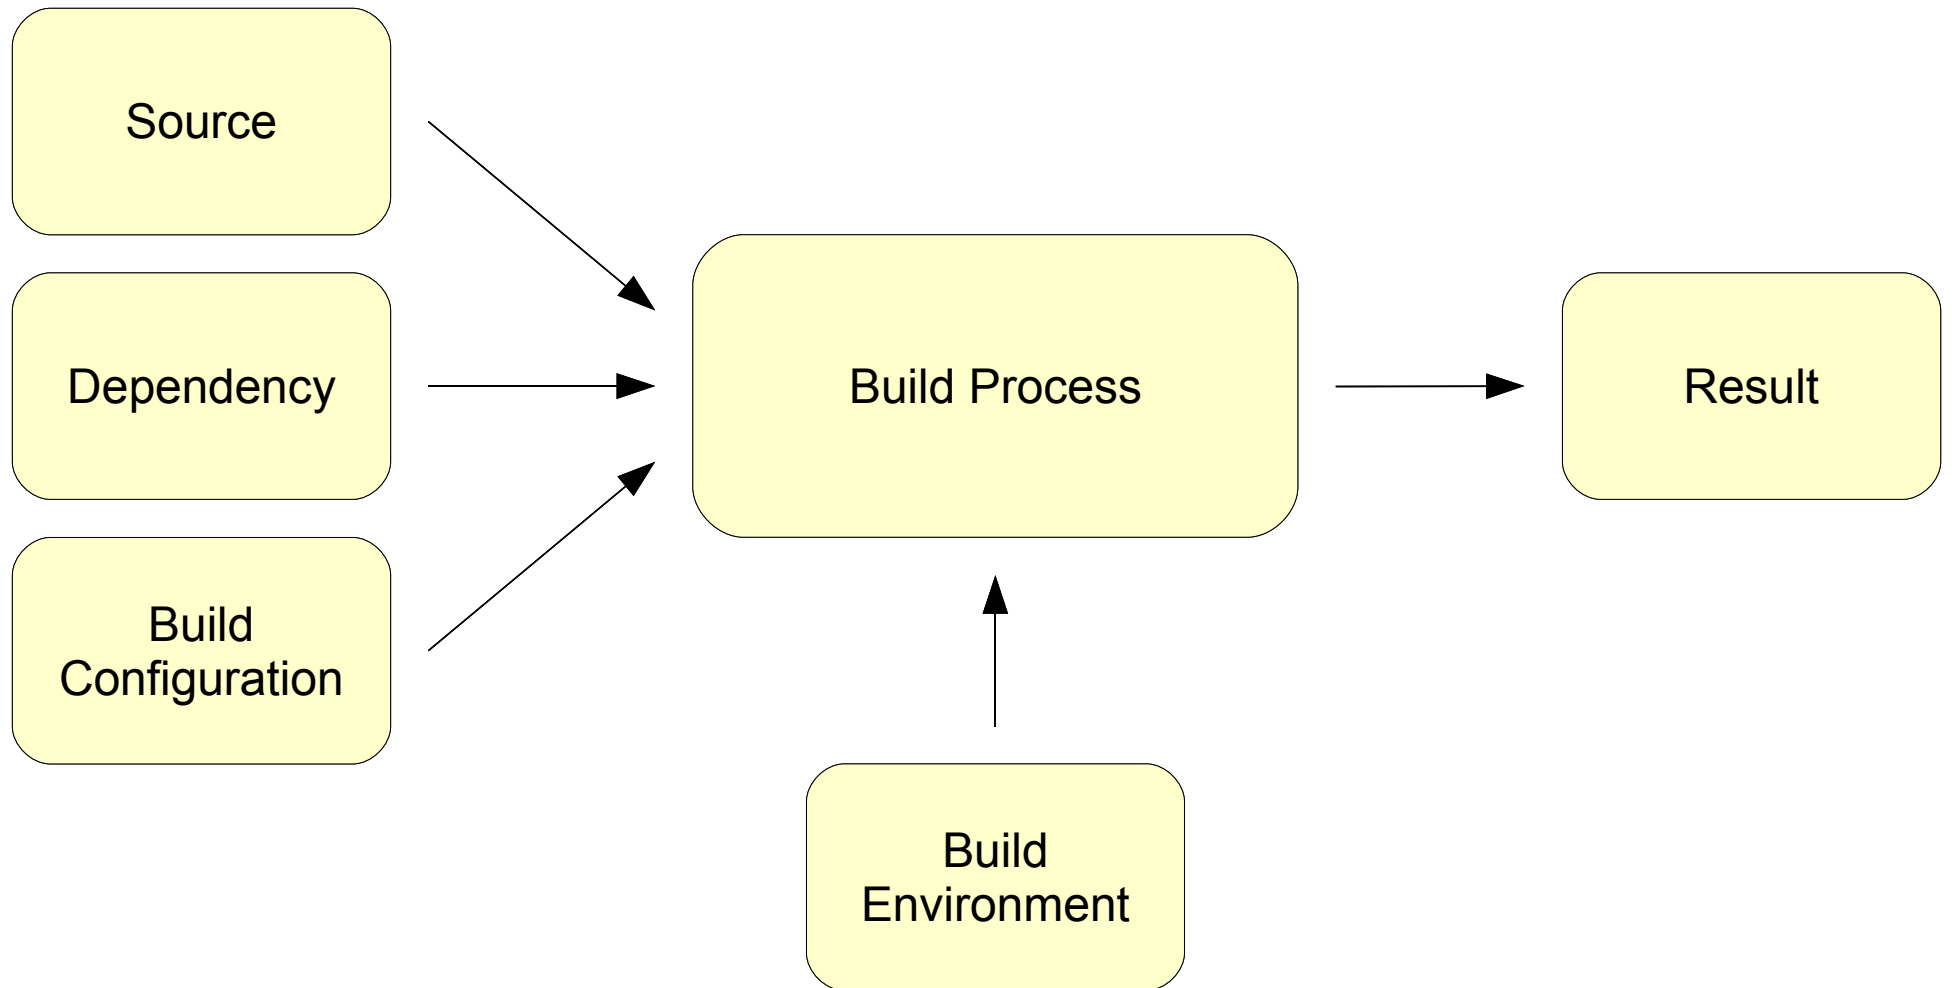 Source
Dependency
Build
Configuration
Build Process
Build
Environment
Result